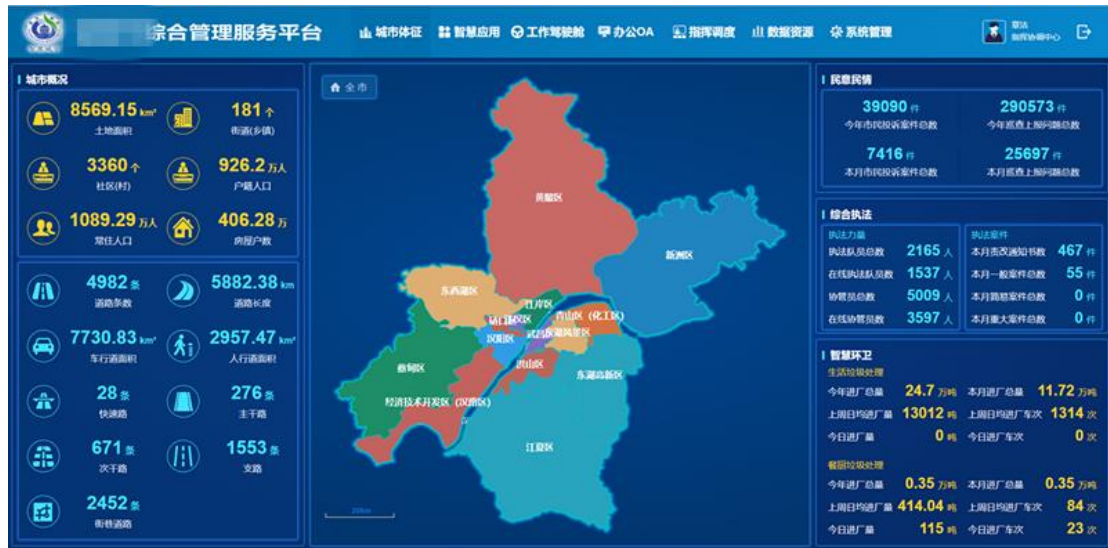 综合管理服务平台
城市体征 智慧应用 工作驾驶舱 办公OA 指挥调度 数据资源 系统管理
指挥协调中心
城市概况
8569.15 km² 181 个
土地面积 街道(乡镇)
3360 个 926.2 万人
社区(村) 户籍人口
1089.29 万人 406.28 万
常住人口 房屋户数
4982 条 5882.38 km
道路条数 道路长度
7730.83 km² 2957.47 km²
车行道面积 人行道面积
28 条 276 条
快速路 主干路
671 条 1553 条
次干路 支路
2452 条
街巷道路
全市
黄陂区
新洲区
东西湖区
江岸区
青山区（化工区）
汉阳区
蔡甸区
洪山区
东湖高新区
经济技术开发区（汉南区）
江夏区
20km
民意民情
39090 件 290573 件
今年市民投诉案件总数 今年巡查上报问题总数
7416 件 25697 件
本月市民投诉案件总数 本月巡查上报问题总数
综合执法
执法力量 执法案件
执法队员总数 2165 人 本月责改通知书数 467 件
在线执法队员数 1537 人 本月一般案件总数 55 件
协管员总数 5009 人 本月简易案件总数 0 件
在线协管员数 3597 人 本月重大案件总数 0 件
智慧环卫
生活垃圾处理
今年进厂总量 24.7 万吨 本月进厂总量 11.72 万吨
上周日均进厂量 13012 吨 上周日均进厂车次 1314 次
今日进厂量 0 吨 今日进厂车次 0 次
餐厨垃圾处理
今年进厂总量 0.35 万吨 本月进厂总量 0.35 万吨
上周日均进厂量 414.04 吨 上周日均进厂车次 84 次
今日进厂量 115 吨 今日进厂车次 23 次